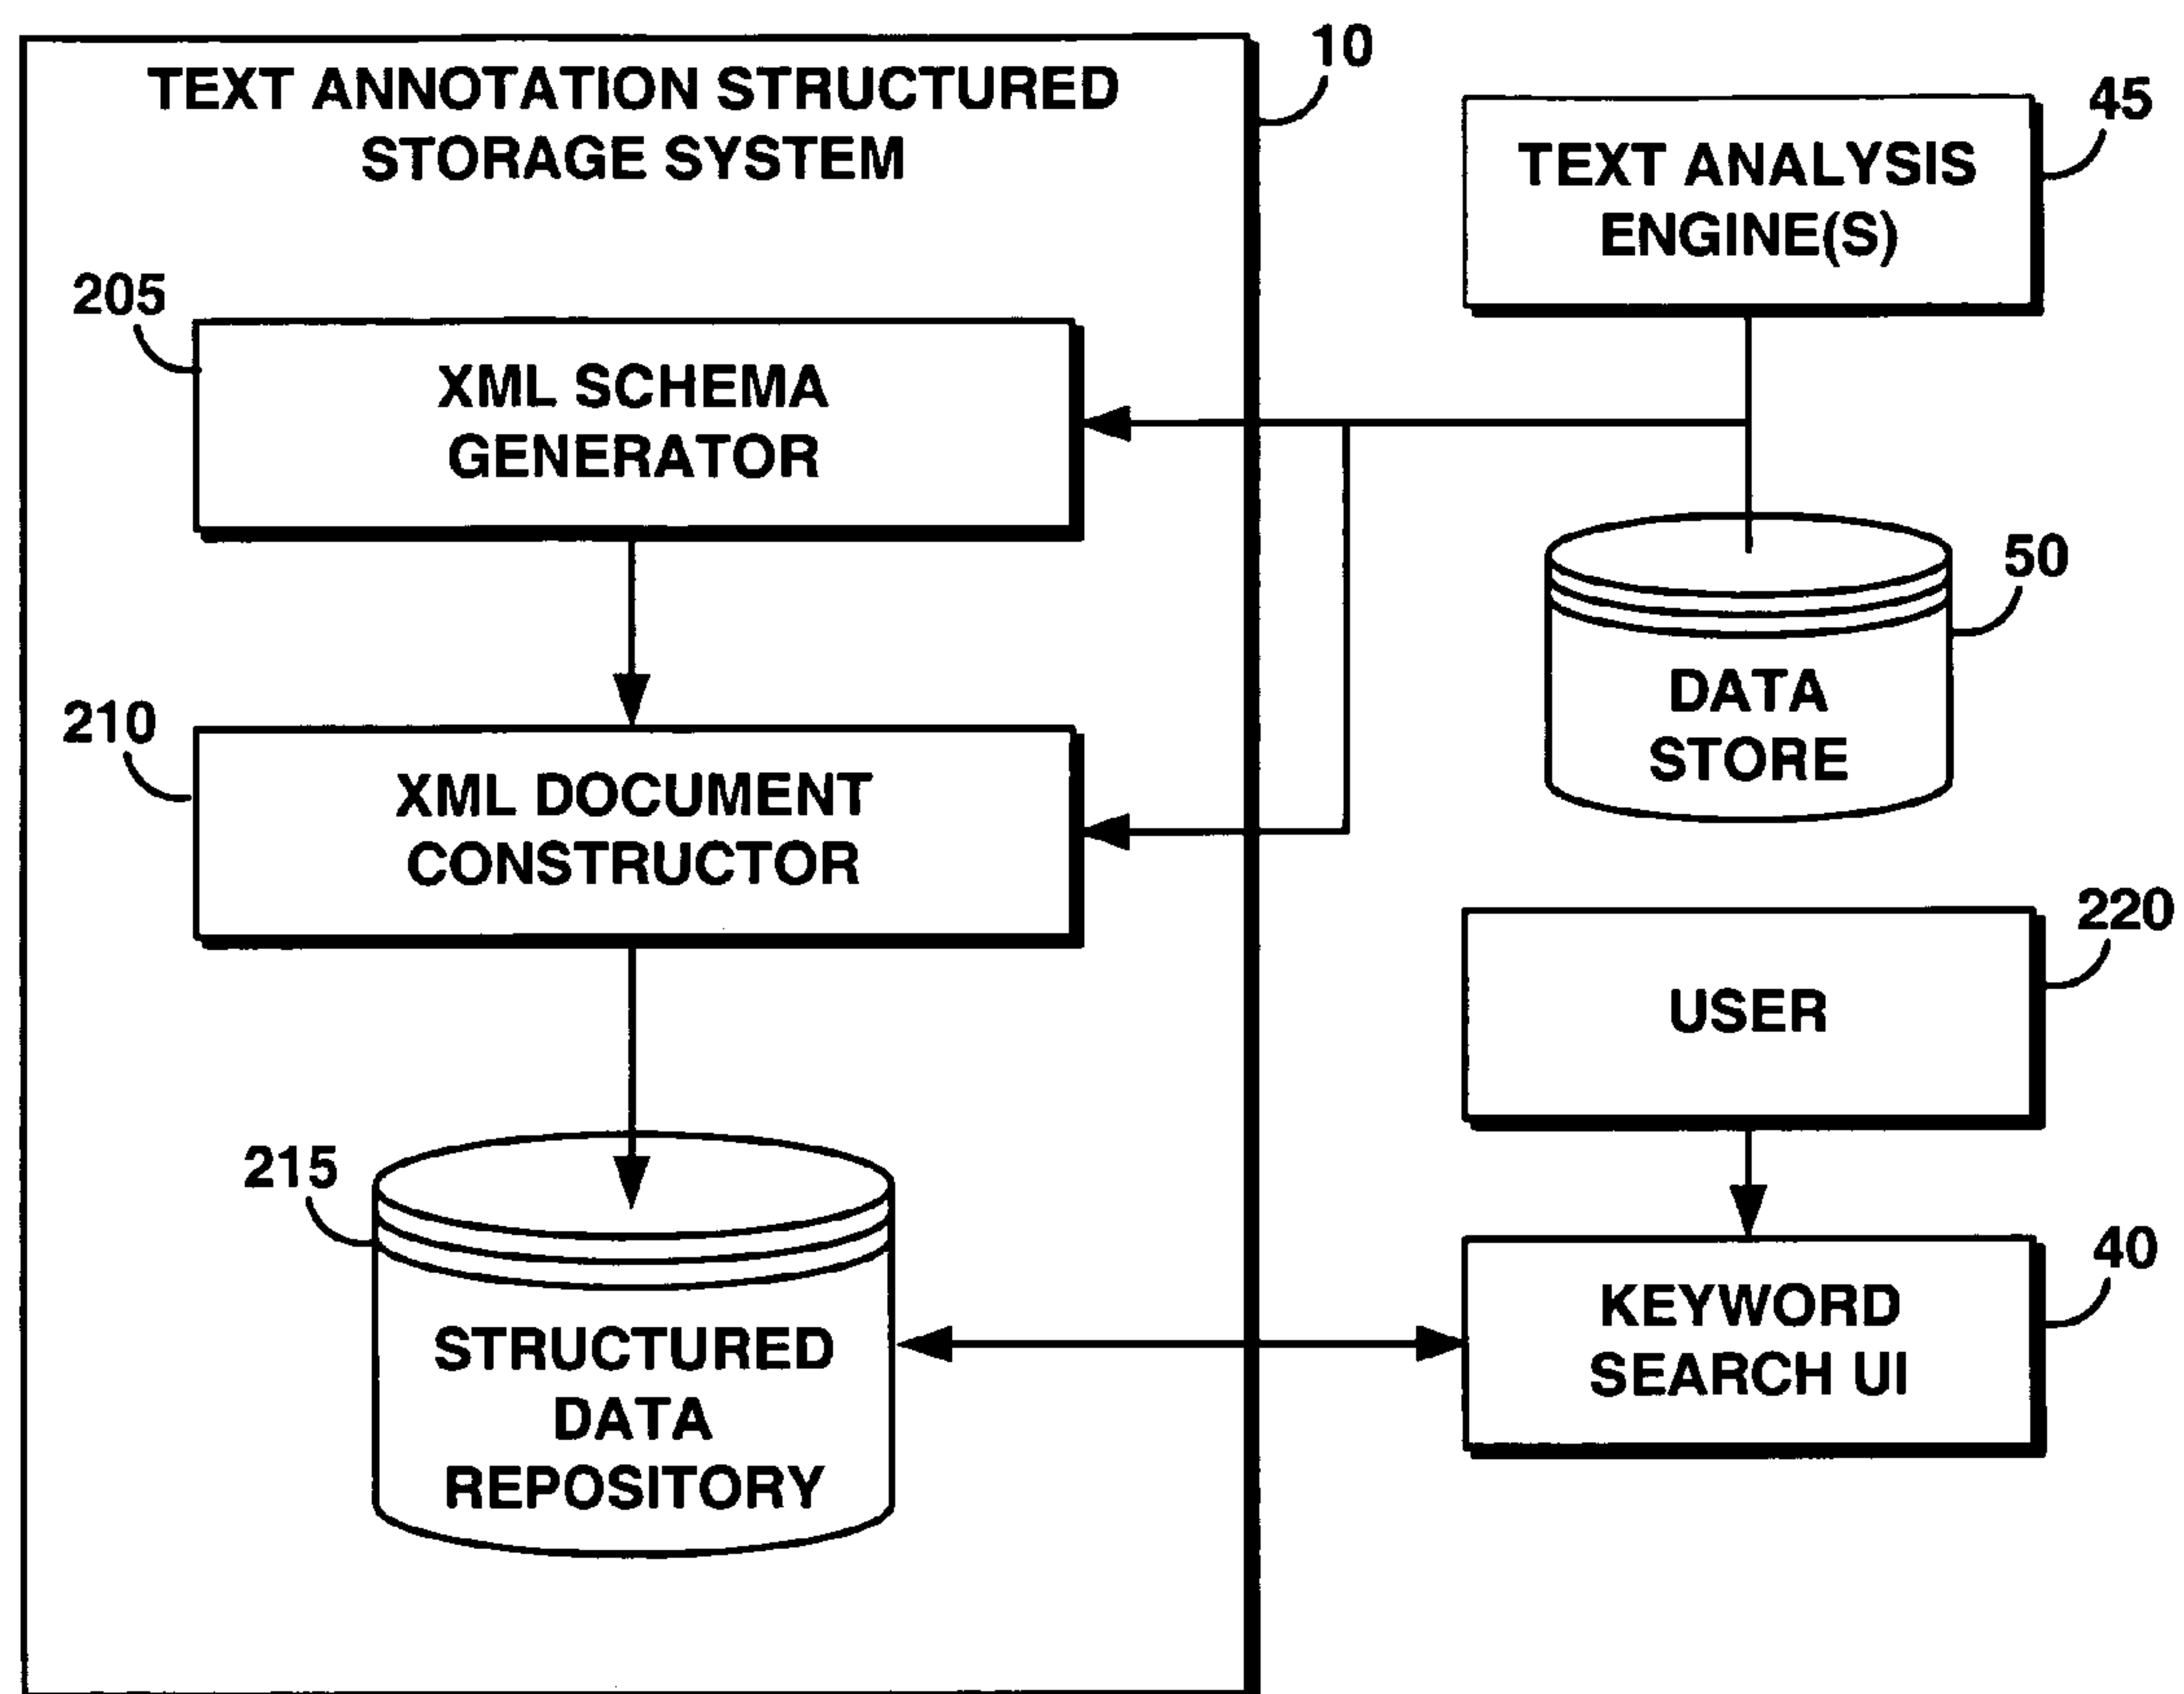 10
TEXT ANNOTATION STRUCTURED
STORAGE SYSTEM
45
TEXT ANALYSIS
ENGINE(S)
205
XML SCHEMA
GENERATOR
50
DATA
STORE
210
XML DOCUMENT
CONSTRUCTOR
220
USER
215
STRUCTURED
DATA
REPOSITORY
40
KEYWORD
SEARCH UI